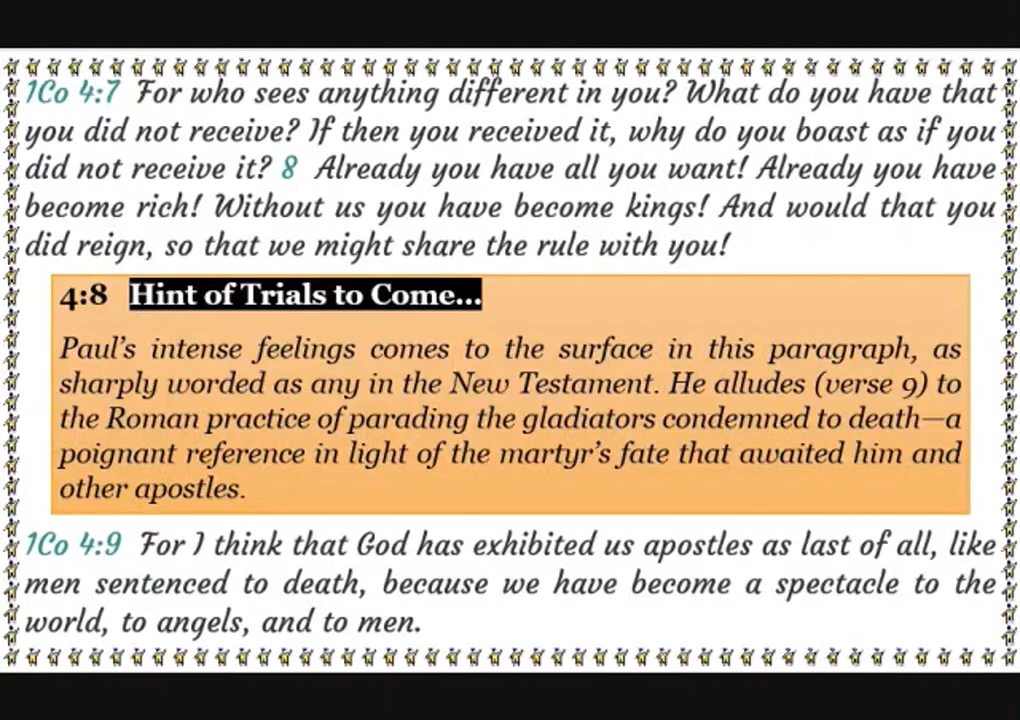 1Co 4:7 For who sees anything different in you? What do you have that
you did not receive? If then you received it, why do you boast as if you
did not receive it? 8 Already you have all you want! Already you have
become rich! Without us you have become kings! And would that you
did reign, so that we might share the rule with you!
4:8 Hint of Trials to Come...
Paul's intense feelings comes to the surface in this paragraph, as
sharply worded as any in the New Testament. He alludes (verse 9) to
the Roman practice of parading the gladiators condemned to death—a
poignant reference in light of the martyr's fate that awaited him and
other apostles.
1Co 4:9 For I think that God has exhibited us apostles as last of all, like
men sentenced to death, because we have become a spectacle to the
world, to angels, and to men.